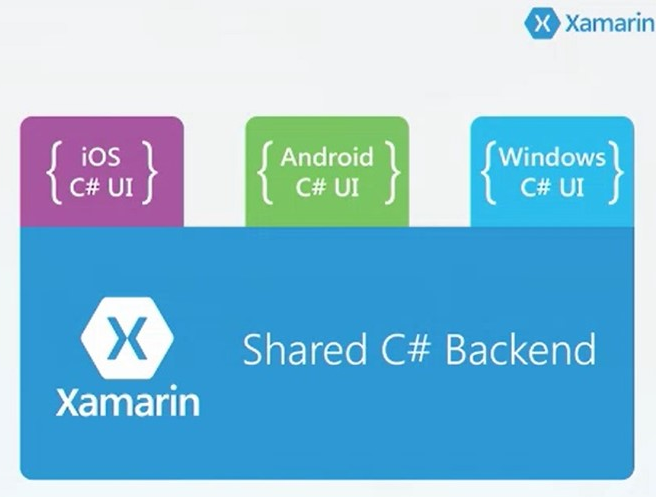 Xamarin
{ iOS C# UI }
{ Android C# UI }
{ Windows C# UI }
Xamarin
Shared C# Backend